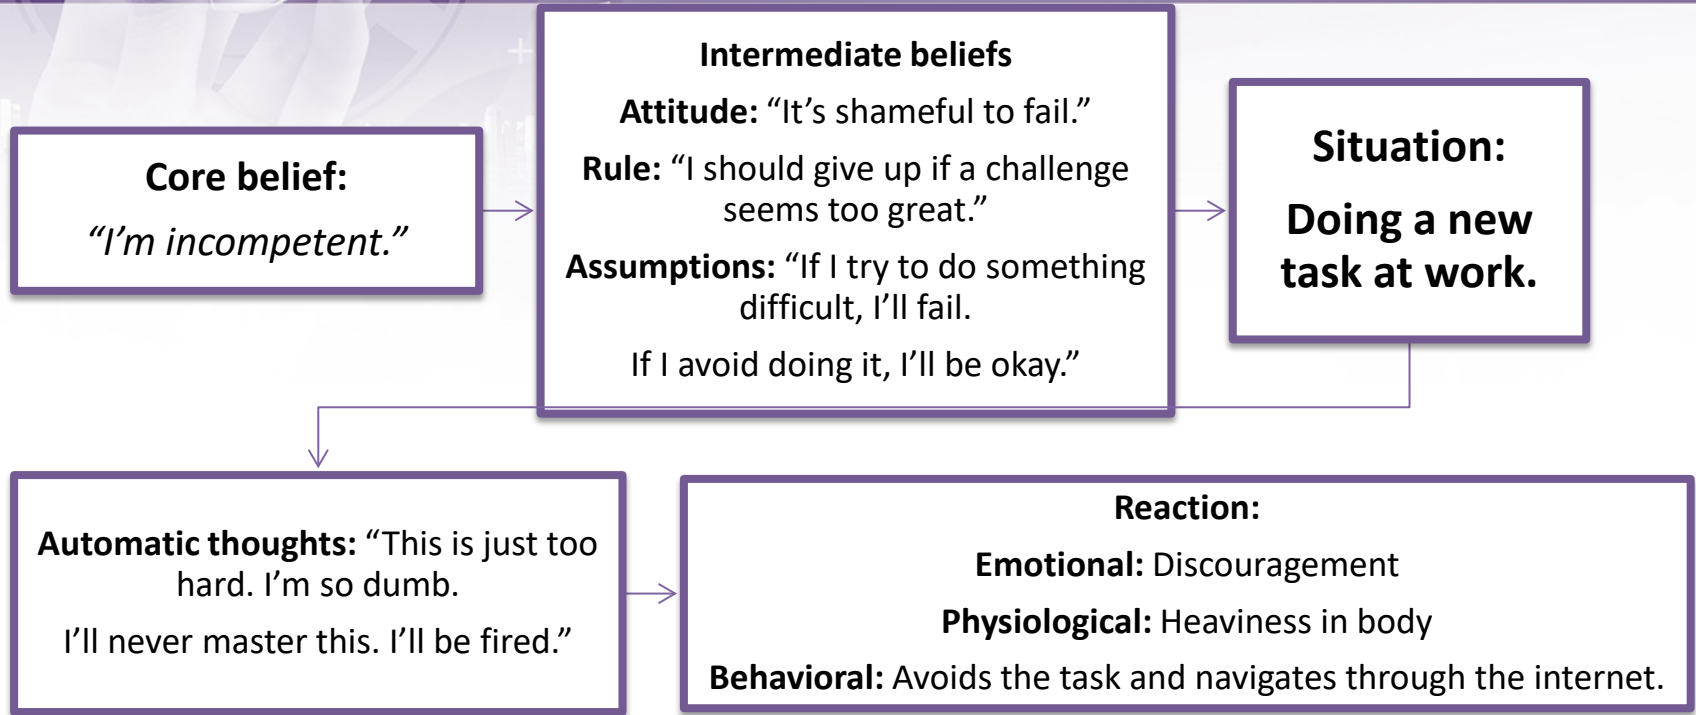 Core belief:
“I’m incompetent.”
Intermediate beliefs
Attitude: “It’s shameful to fail.”
Rule: “I should give up if a challenge
seems too great.”
Assumptions: “If I try to do something
difficult, I’ll fail.
If I avoid doing it, I’ll be okay.”
Situation:
Doing a new
task at work.
Automatic thoughts: “This is just too
hard. I’m so dumb.
I’ll never master this. I’ll be fired.”
Reaction:
Emotional: Discouragement
Physiological: Heaviness in body
Behavioral: Avoids the task and navigates through the internet.